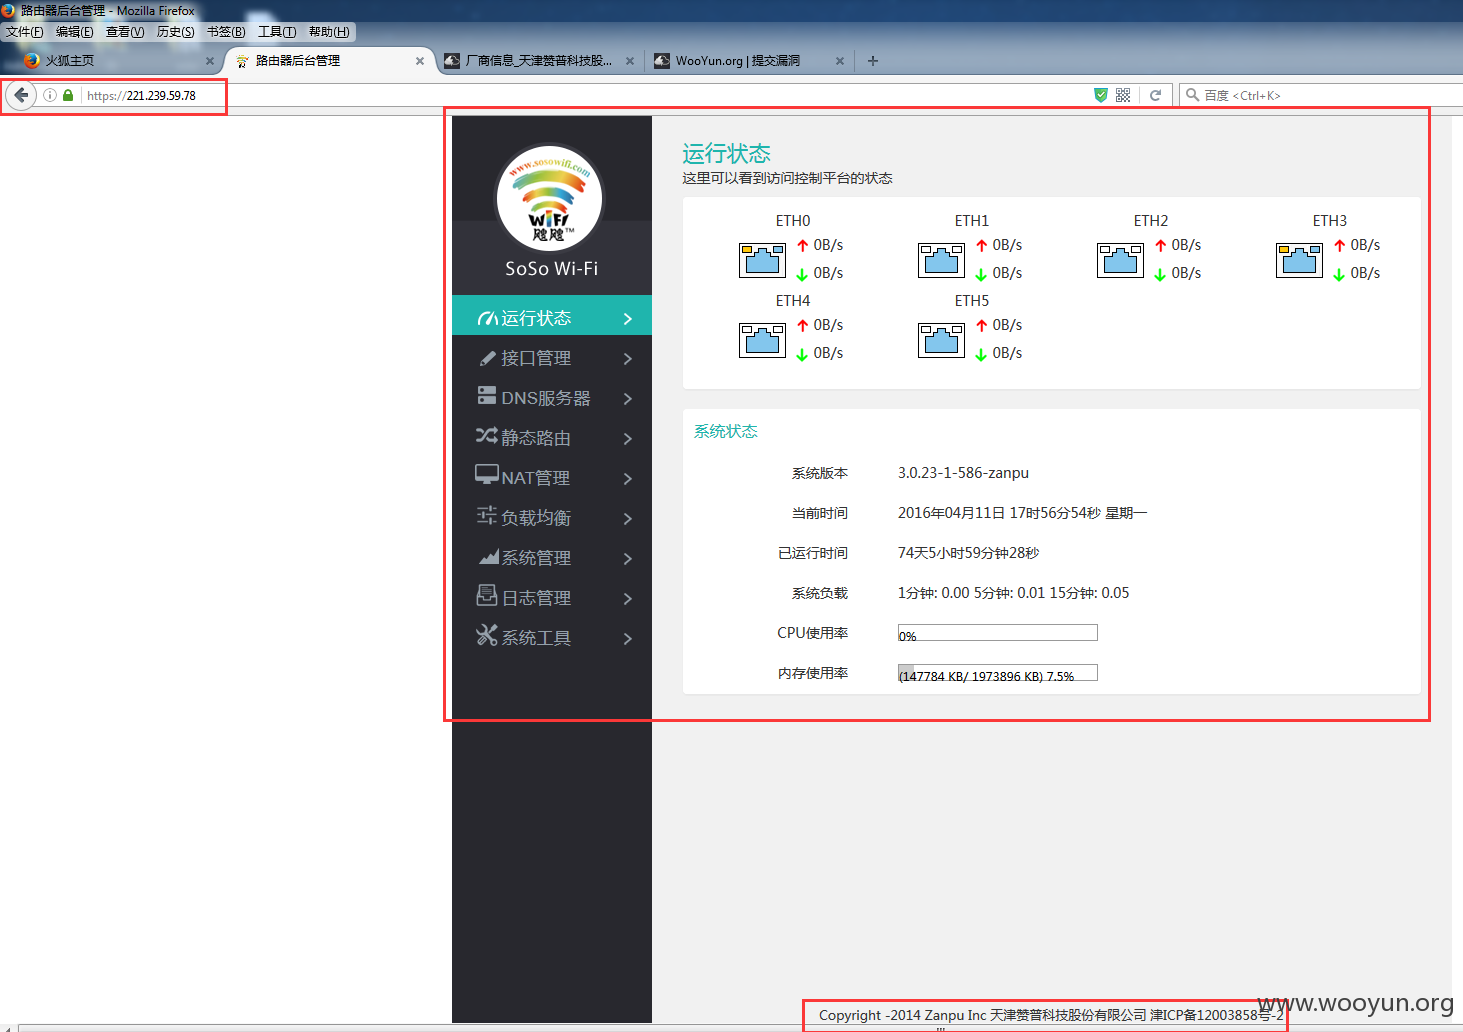 路由器后台管理 - Mozilla Firefox
文件(F) 编辑(E) 查看(V) 历史(S) 书签(B) 工具(T) 帮助(H)
火狐主页 × 路由器后台管理 × 厂商信息_天津赞普科技股... × WooYun.org | 提交漏洞 × +
https://221.239.59.78
百度 <Ctrl+K>
www.sosowifi.com
WiFi
飕飕™
SoSo Wi-Fi
运行状态
接口管理
DNS服务器
静态路由
NAT管理
负载均衡
系统管理
日志管理
系统工具
运行状态
这里可以看到访问控制平台的状态
ETH0 ETH1 ETH2 ETH3
0B/s 0B/s 0B/s 0B/s
0B/s 0B/s 0B/s 0B/s
ETH4 ETH5
0B/s 0B/s
0B/s 0B/s
系统状态
系统版本 3.0.23-1-586-zanpu
当前时间 2016年04月11日 17时56分54秒 星期一
已运行时间 74天5小时59分钟28秒
系统负载 1分钟: 0.00 5分钟: 0.01 15分钟: 0.05
CPU使用率 0%
内存使用率 (147784 KB/ 1973896 KB) 7.5%
www.wooyun.org
Copyright -2014 Zanpu Inc 天津赞普科技股份有限公司 津ICP备12003858号-2